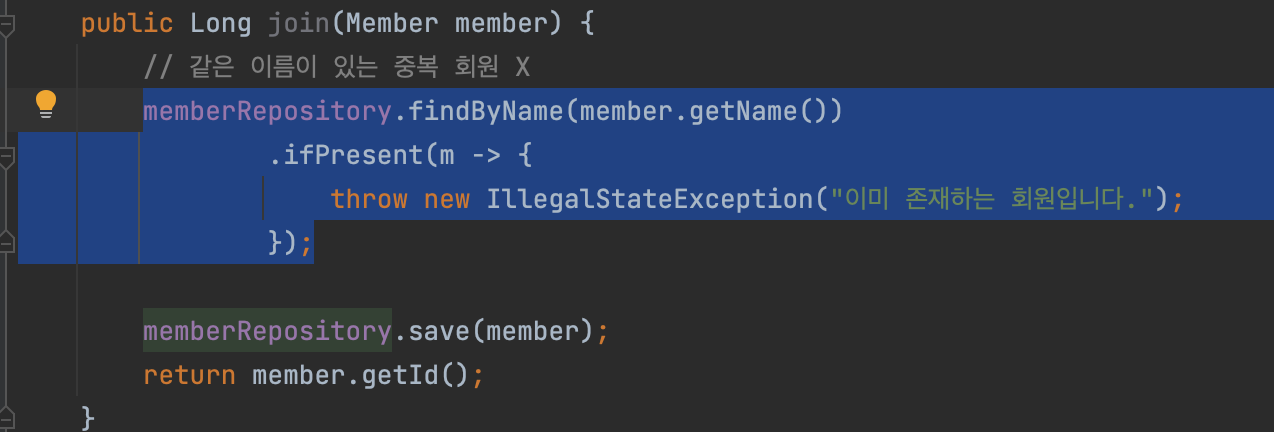 public Long join(Member member) {
// 같은 이름이 있는 중복 회원 X
memberRepository.findByName(member.getName())
.ifPresent(m -> {
throw new IllegalStateException("이미 존재하는 회원입니다.");
});
memberRepository.save(member);
return member.getId();
}